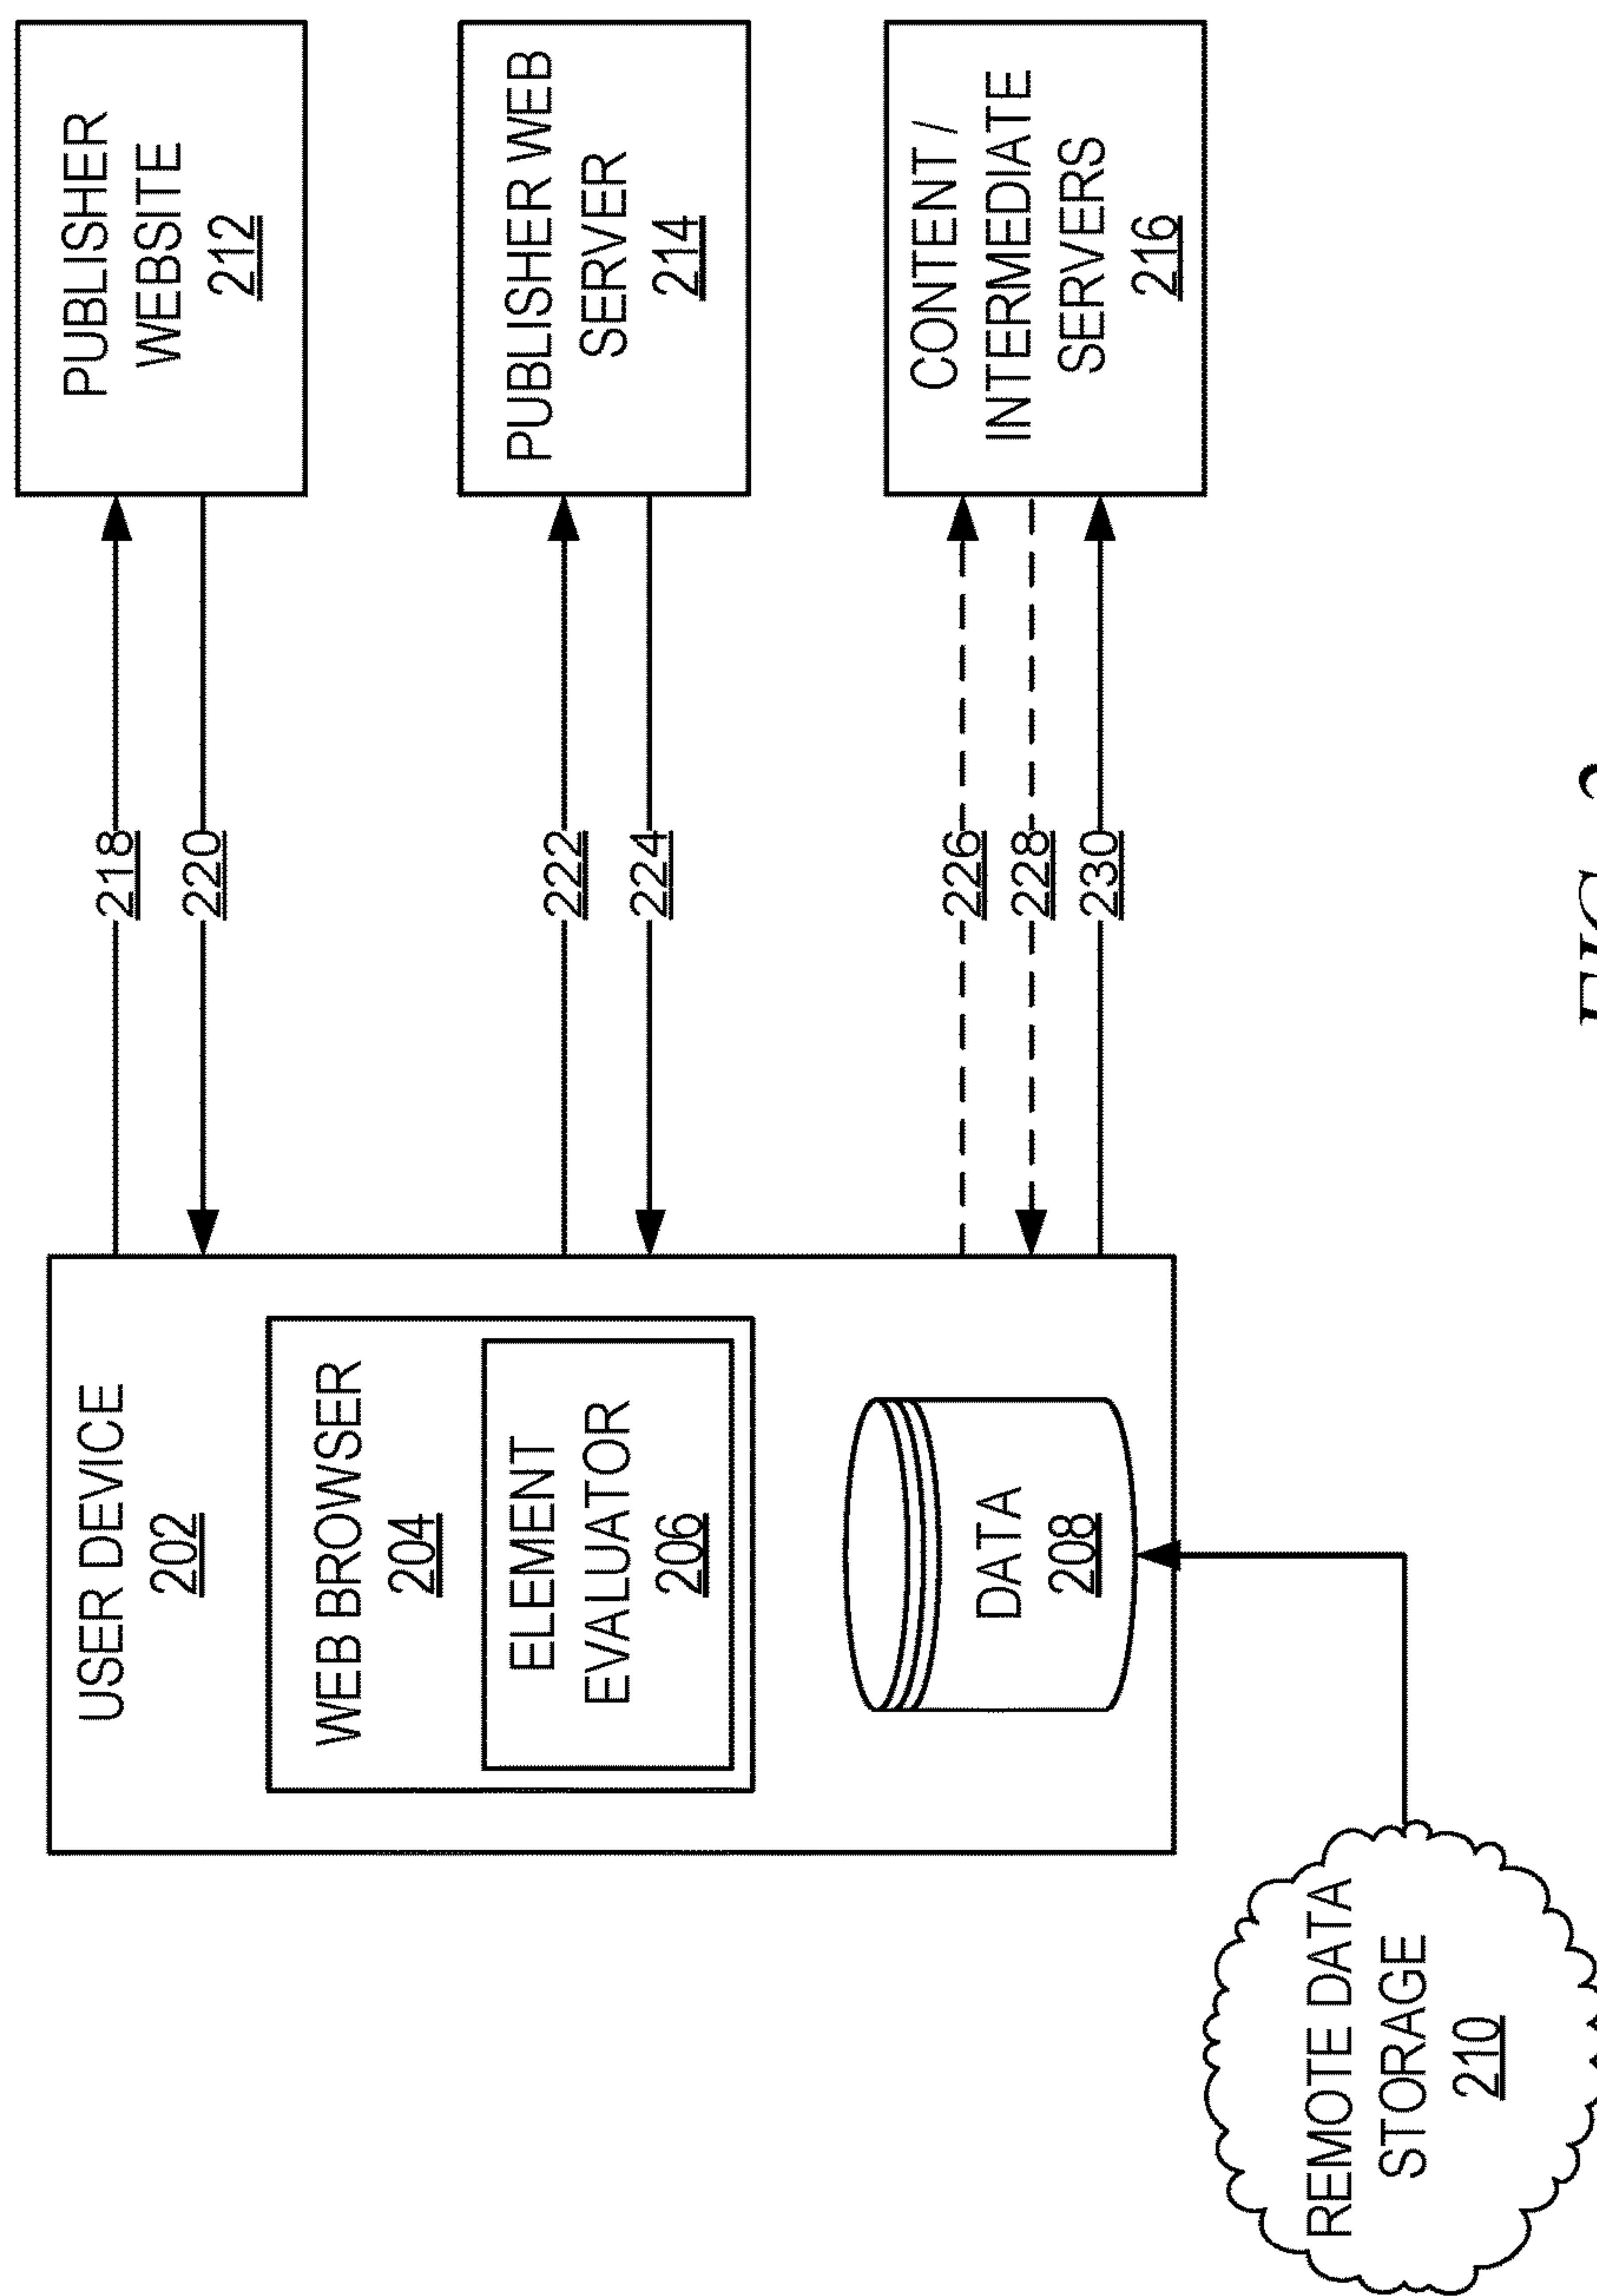 USER DEVICE
202
WEB BROWSER
204
ELEMENT
EVALUATOR
206
DATA
208
REMOTE DATA
STORAGE
210
218
220
222
224
226
228
230
PUBLISHER
WEBSITE
212
PUBLISHER WEB
SERVER
214
CONTENT /
INTERMEDIATE
SERVERS
216